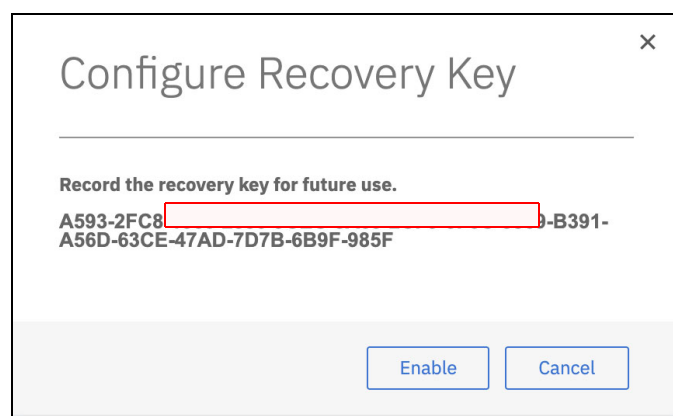 Configure Recovery Key
Record the recovery key for future use.
A593-2FC8 9-B391-
A56D-63CE-47AD-7D7B-6B9F-985F
Enable Cancel